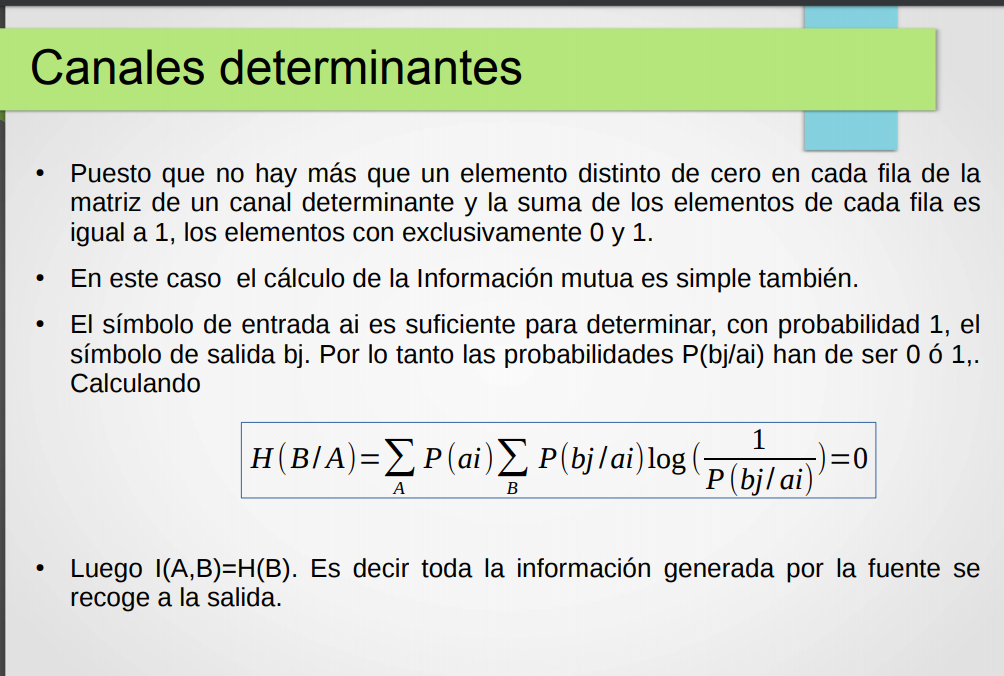 Canales determinantes
• Puesto que no hay más que un elemento distinto de cero en cada fila de la
matriz de un canal determinante y la suma de los elementos de cada fila es
igual a 1, los elementos con exclusivamente 0 y 1.
• En este caso  el cálculo de la Información mutua es simple también.
• El símbolo de entrada ai es suficiente para determinar, con probabilidad 1, el
símbolo de salida bj. Por lo tanto las probabilidades P(bj/ai) han de ser 0 ó 1,.
Calculando
H(B/A)=∑_A P(ai)∑_B P(bj/ai)log(1/P(bj/ai))=0
• Luego I(A,B)=H(B). Es decir toda la información generada por la fuente se
recoge a la salida.